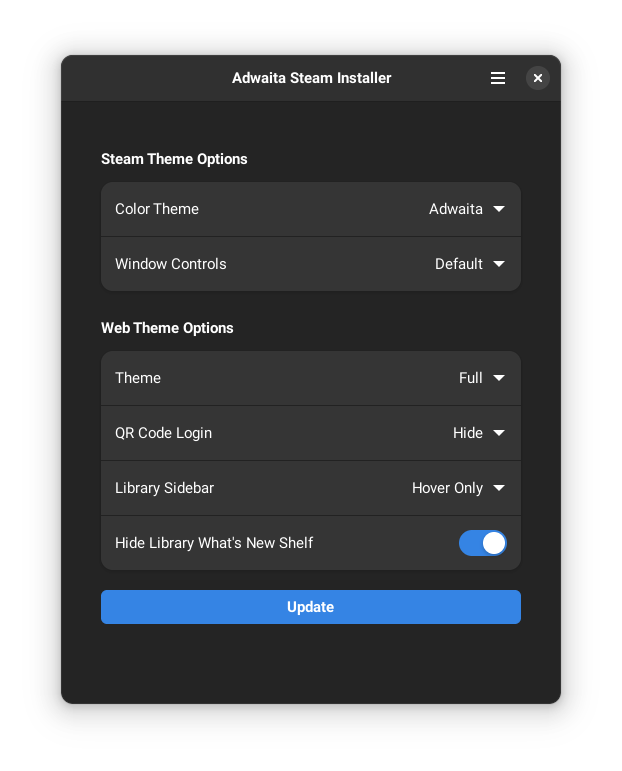 Adwaita Steam Installer
Steam Theme Options
Color Theme Adwaita
Window Controls Default
Web Theme Options
Theme Full
QR Code Login Hide
Library Sidebar Hover Only
Hide Library What's New Shelf
Update